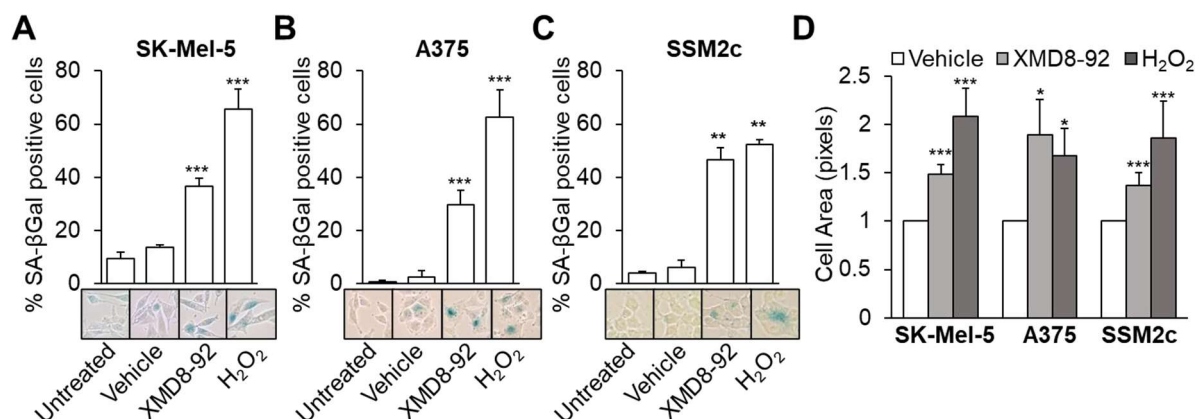 A
SK-Mel-5
% SA-βGal positive cells
80
60
40
20
0
***
***
Untreated
Vehicle
XMD8-92
H₂O₂
B
A375
% SA-βGal positive cells
80
60
40
20
0
***
***
Untreated
Vehicle
XMD8-92
H₂O₂
C
SSM2c
% SA-βGal positive cells
80
60
40
20
0
**
**
Untreated
Vehicle
XMD8-92
H₂O₂
D
Vehicle XMD8-92 H₂O₂
Cell Area (pixels)
2.5
2
1.5
1
0.5
0
***
***
*
*
***
***
SK-Mel-5 A375 SSM2c